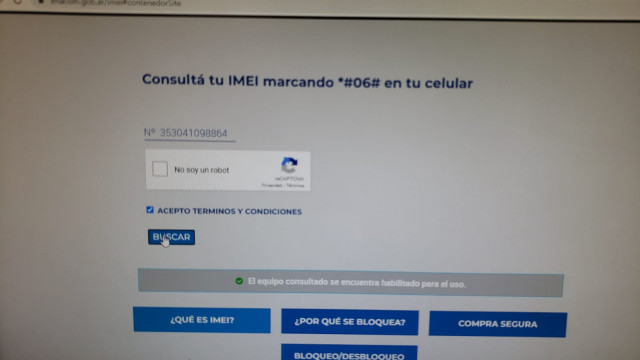 enacom.gob.ar/imei#contenedorSite
Consultá tu IMEI marcando *#06# en tu celular
Nº 353041098864
No soy un robot
reCAPTCHA
Privacidad - Términos
ACEPTO TERMINOS Y CONDICIONES
BUSCAR
El equipo consultado se encuentra habilitado para el uso.
¿QUÉ ES IMEI?
¿POR QUÉ SE BLOQUEA?
COMPRA SEGURA
BLOQUEO/DESBLOQUEO